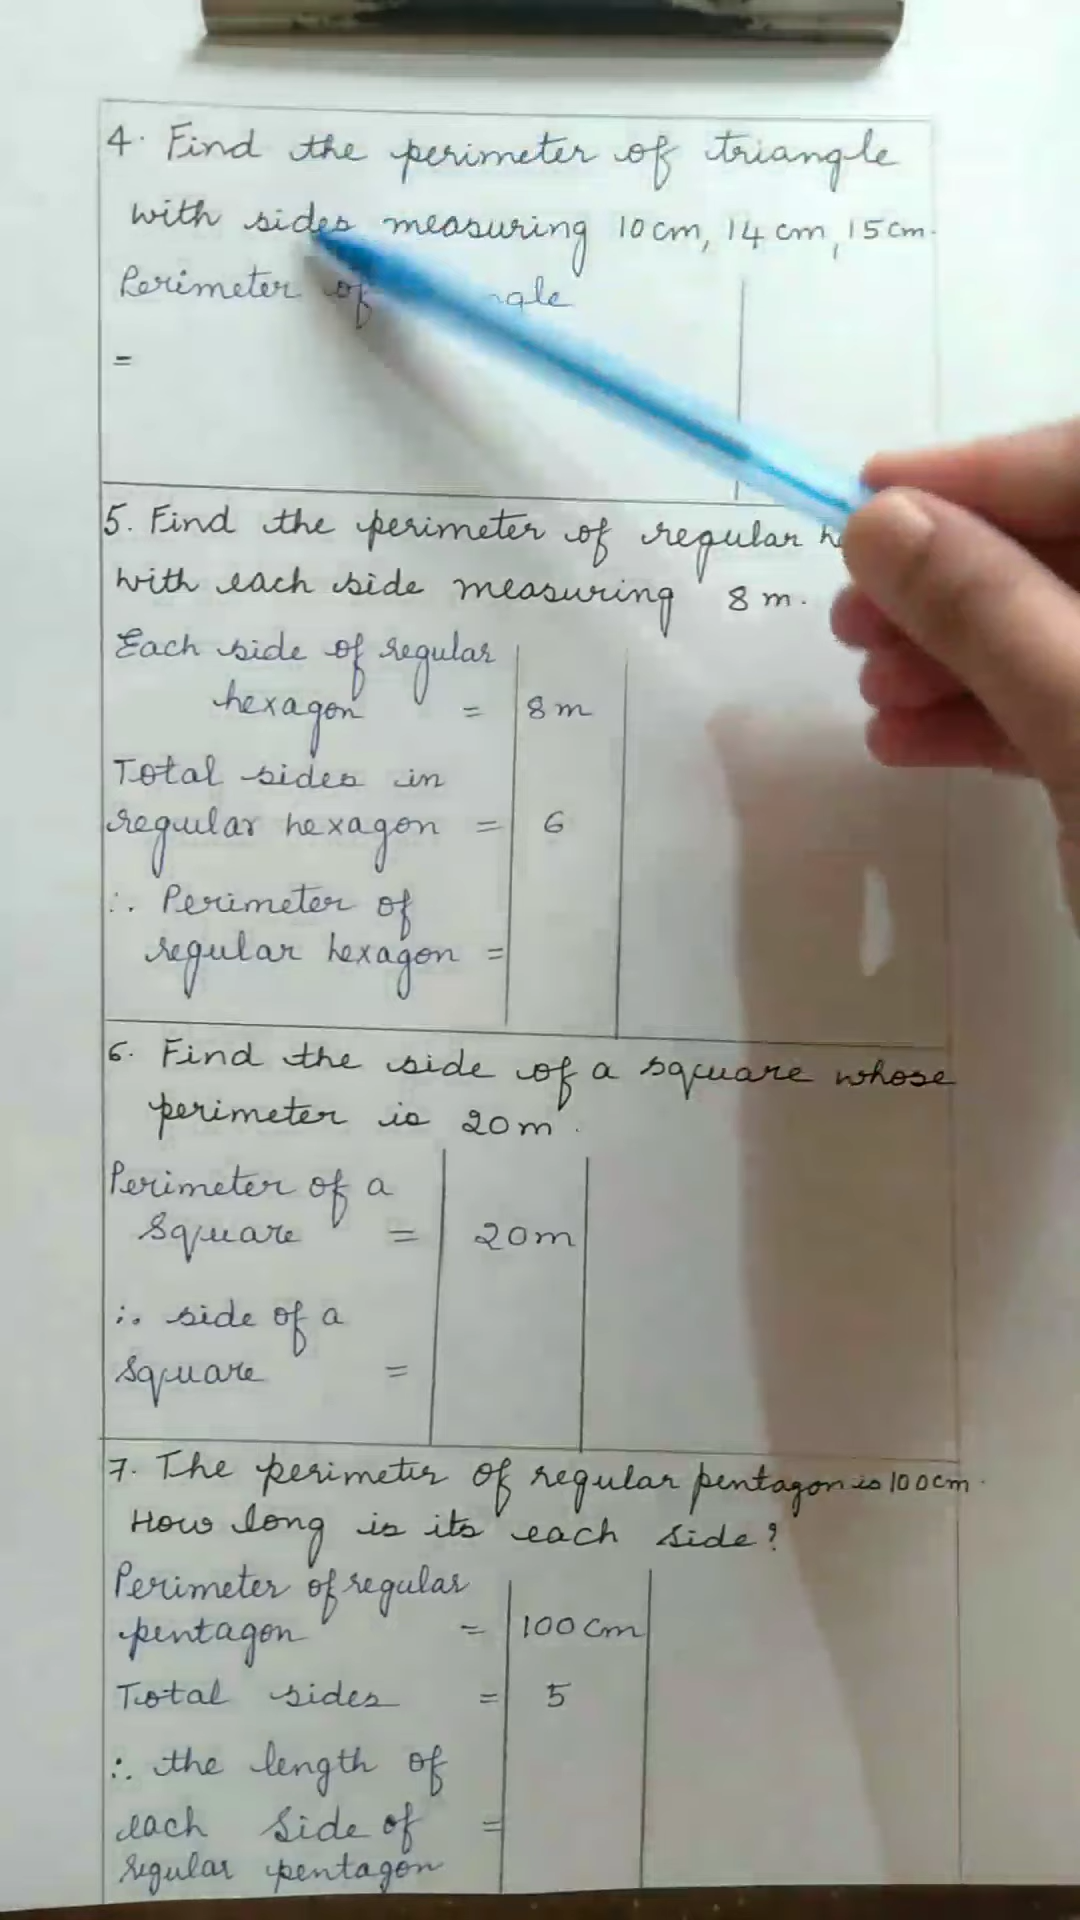 4. Find the perimeter of triangle
with sides measuring 10 cm, 14 cm, 15 cm.
Perimeter of
=
5. Find the perimeter of regular
with each side measuring 8 m.
Each side of regular
hexagon = 8 m
Total sides in
regular hexagon = 6
∴ Perimeter of
regular hexagon =
6. Find the side of a square whose
perimeter is 20m.
Perimeter of a
square = 20m
∴ side of a
square =
7. The perimeter of regular pentagon is 100cm.
How long is its each side?
Perimeter of regular
pentagon = 100 cm
Total sides = 5
∴ the length of
each side of =
regular pentagon